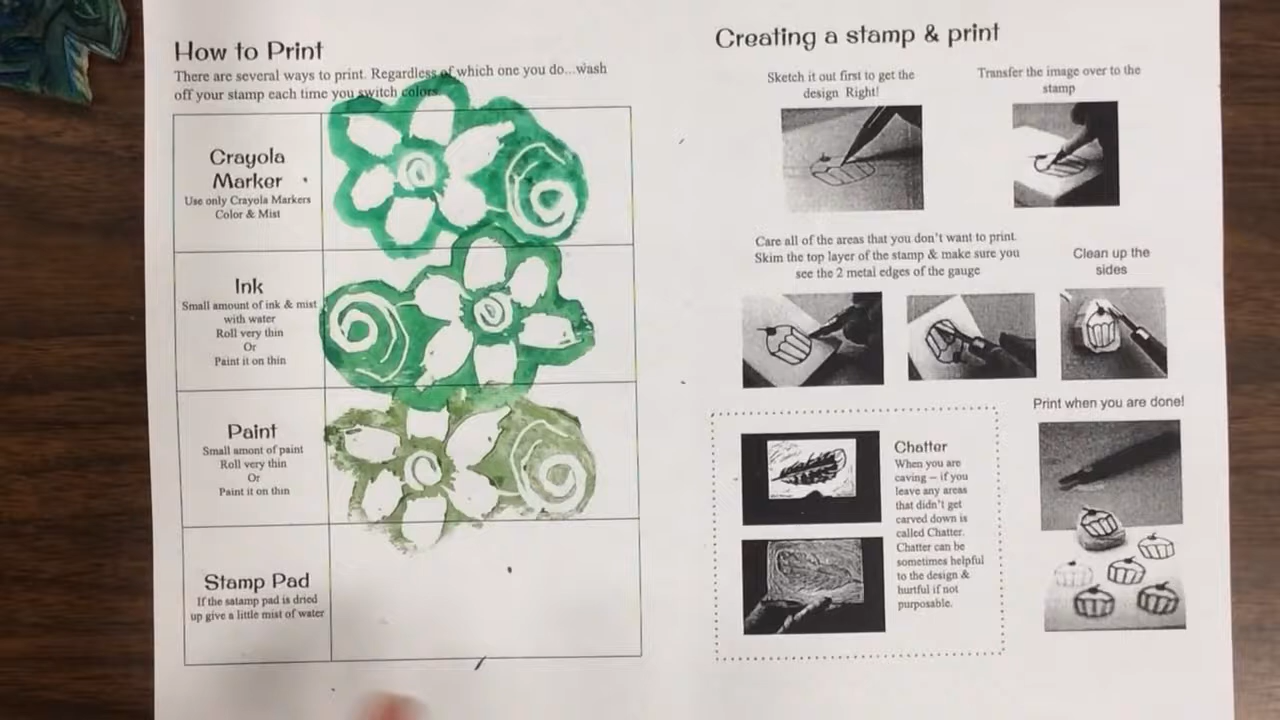 How to Print
There are several ways to print. Regardless of which one you do...wash
off your stamp each time you switch colors.
Crayola
Marker
Use only Crayola Markers
Color & Mist
Ink
Small amount of ink & mist
with water
Roll very thin
Or
Paint it on thin
Paint
Small amont of paint
Roll very thin
Or
Paint it on thin
Stamp Pad
If the satamp pad is dried
up give a little mist of water
Creating a stamp & print
Sketch it out first to get the
design Right!
Transfer the image over to the
stamp
Care all of the areas that you don't want to print.
Skim the top layer of the stamp & make sure you
see the 2 metal edges of the gauge
Clean up the
sides
Chatter
When you are
caving – if you
leave any areas
that didn't get
carved down is
called Chatter.
Chatter can be
sometimes helpful
to the design &
hurtful if not
purposable.
Print when you are done!